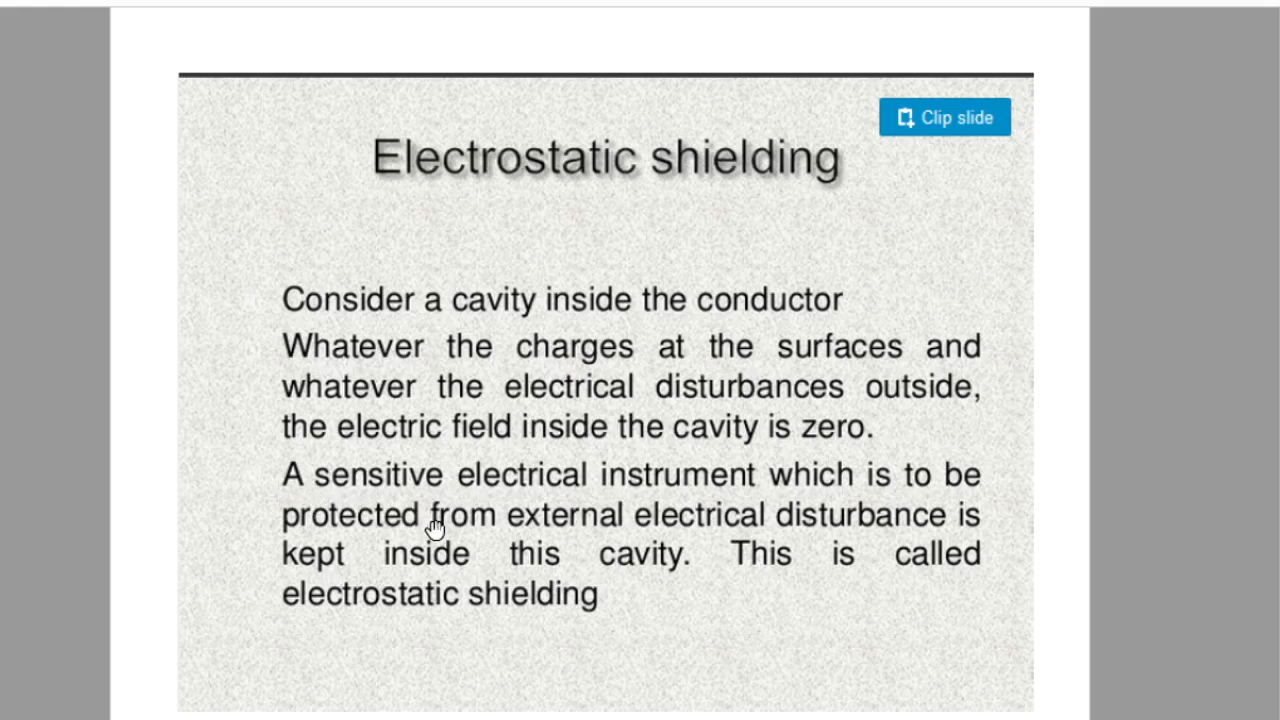 Clip slide
Electrostatic shielding
Consider a cavity inside the conductor
Whatever the charges at the surfaces and
whatever the electrical disturbances outside,
the electric field inside the cavity is zero.
A sensitive electrical instrument which is to be
protected from external electrical disturbance is
kept inside this cavity. This is called
electrostatic shielding